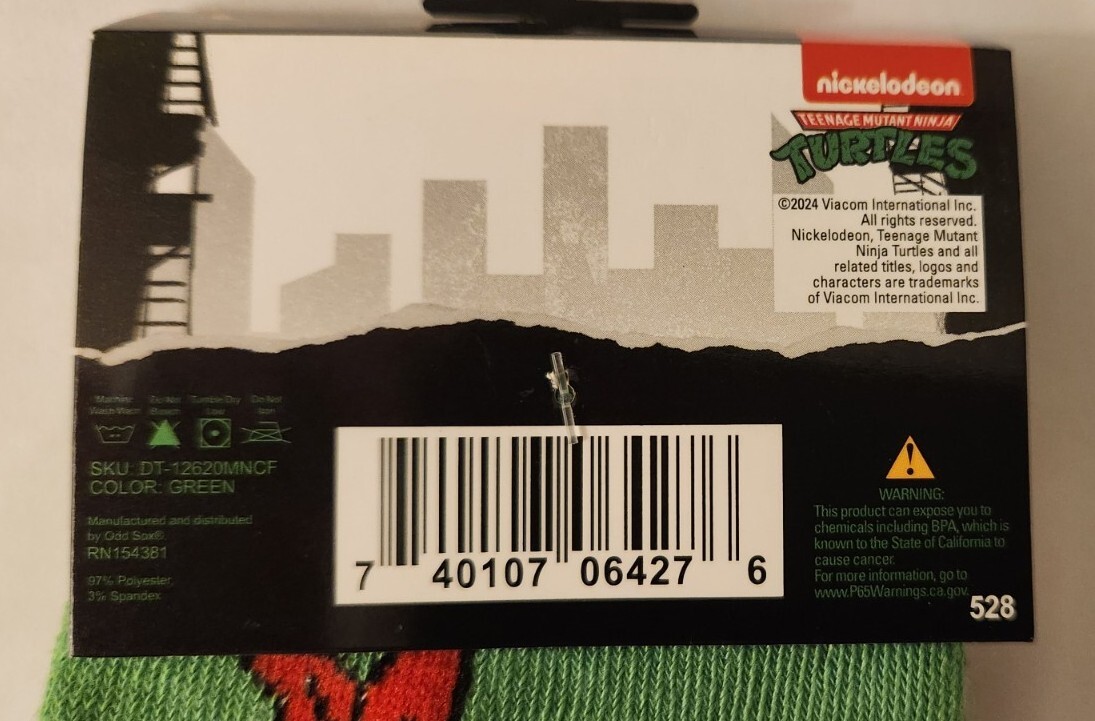 nickelodeon
TEENAGE MUTANT NINJA
TURTLES
©2024 Viacom International Inc.
All rights reserved.
Nickelodeon, Teenage Mutant
Ninja Turtles and all
related titles, logos and
characters are trademarks
of Viacom International Inc.
Machine Wash Warm
Do Not Bleach
Tumble Dry Low
Do Not Iron
SKU: DT-12620MNCF
COLOR: GREEN
Manufactured and distributed
by Odd Sox®.
RN154381
97% Polyester,
3% Spandex
7 40107 06427 6
WARNING:
This product can expose you to
chemicals including BPA, which is
known to the State of California to
cause cancer.
For more information, go to
www.P65Warnings.ca.gov.
528